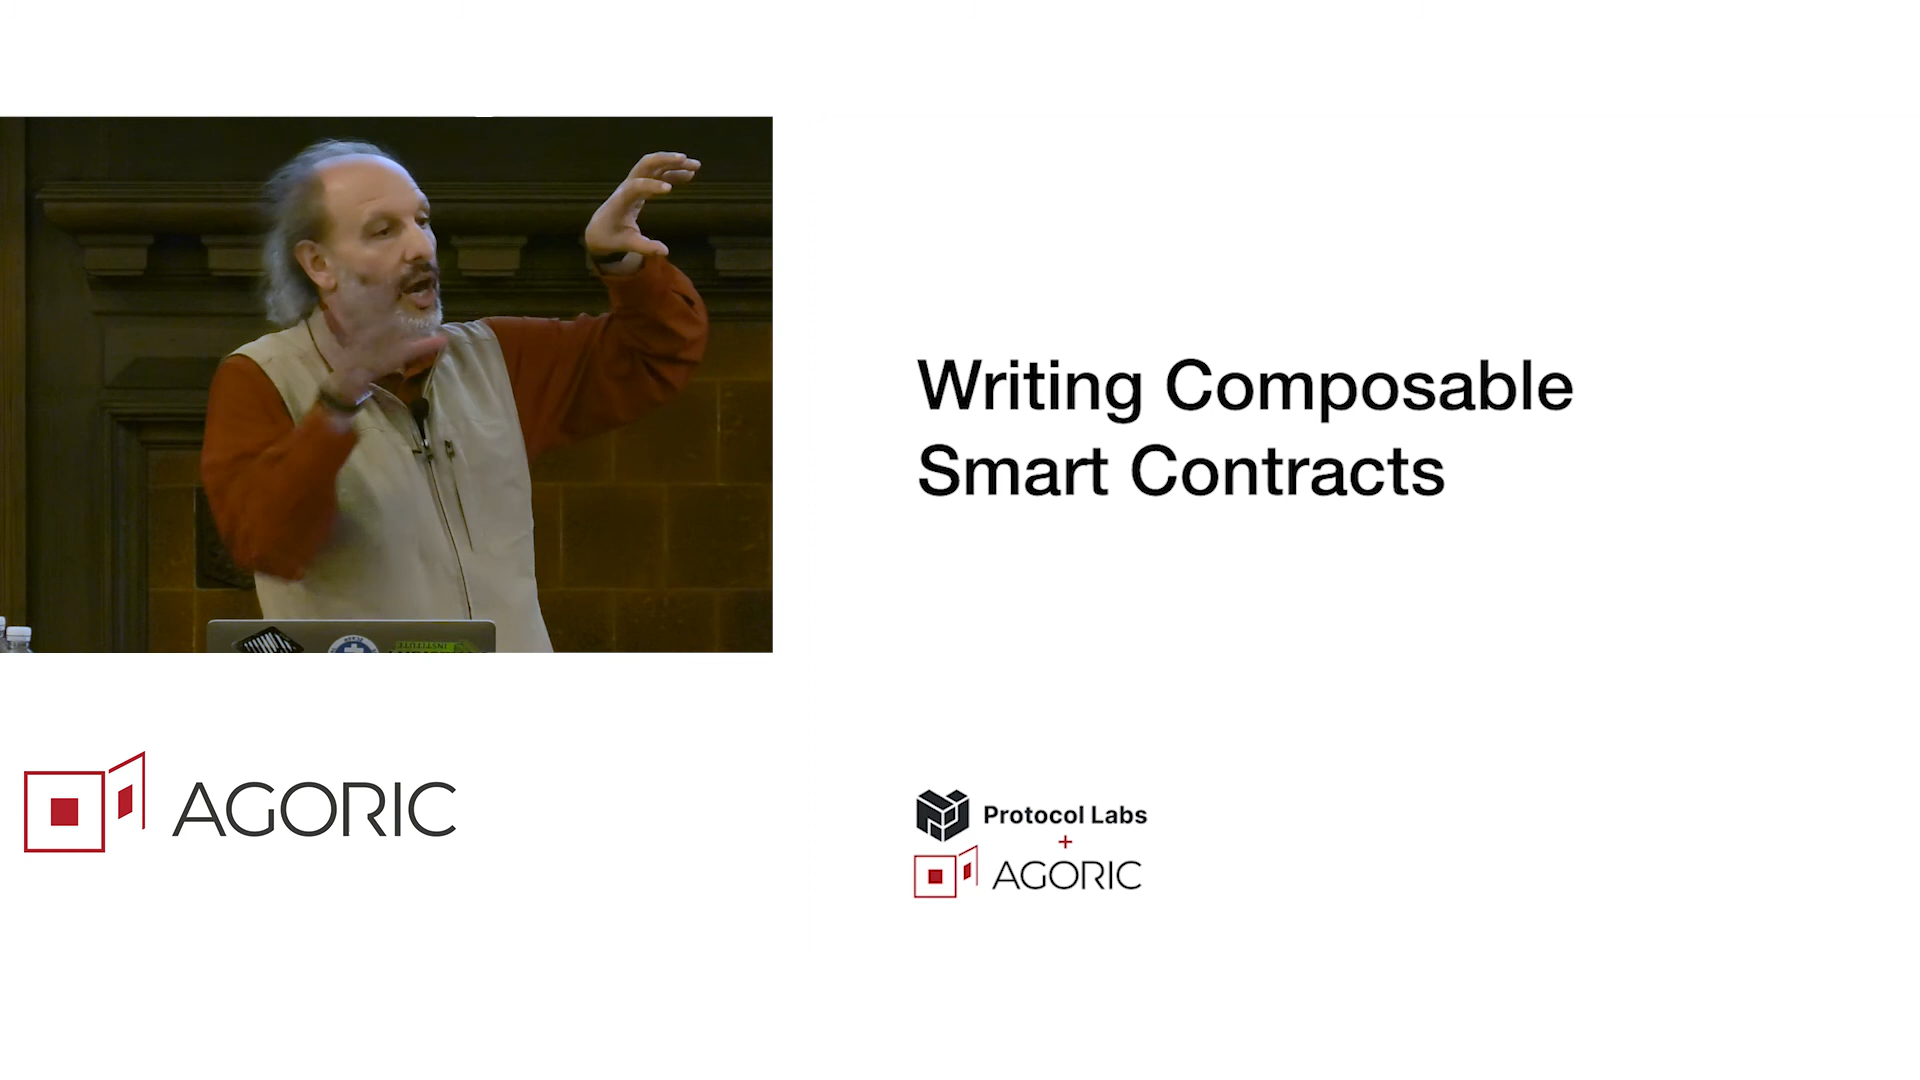 Writing Composable
Smart Contracts
AGORIC
Protocol Labs
+
AGORIC